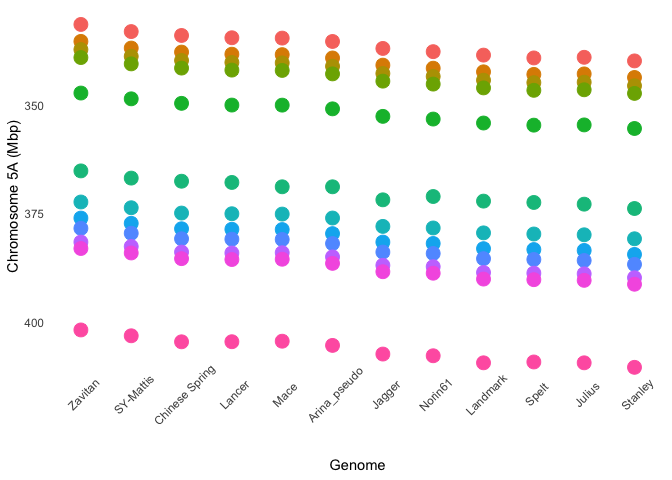 Chromosome 5A (Mbp)
350
375
400
Zavitan
SY-Mattis
Chinese Spring
Lancer
Mace
Arina_pseudo
Jagger
Norin61
Landmark
Spelt
Julius
Stanley
Genome